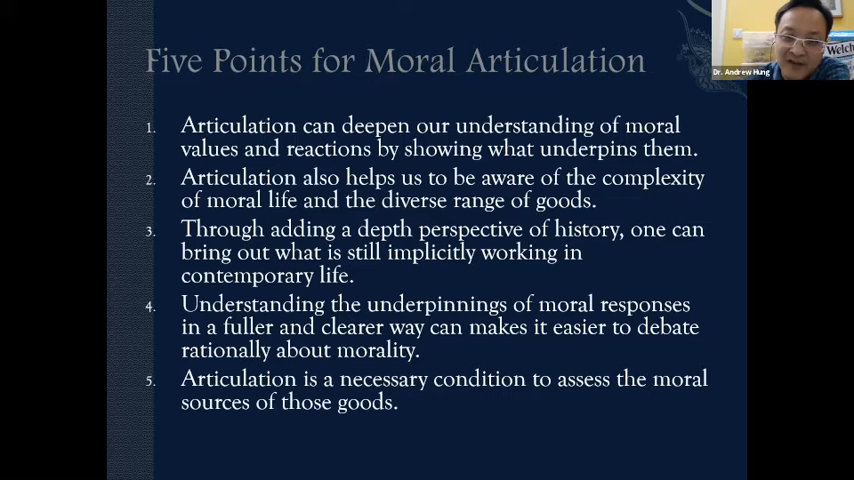 Five Points for Moral Articulation
Dr. Andrew Hung
Welch
1. Articulation can deepen our understanding of moral
values and reactions by showing what underpins them.
2. Articulation also helps us to be aware of the complexity
of moral life and the diverse range of goods.
3. Through adding a depth perspective of history, one can
bring out what is still implicitly working in
contemporary life.
4. Understanding the underpinnings of moral responses
in a fuller and clearer way can makes it easier to debate
rationally about morality.
5. Articulation is a necessary condition to assess the moral
sources of those goods.